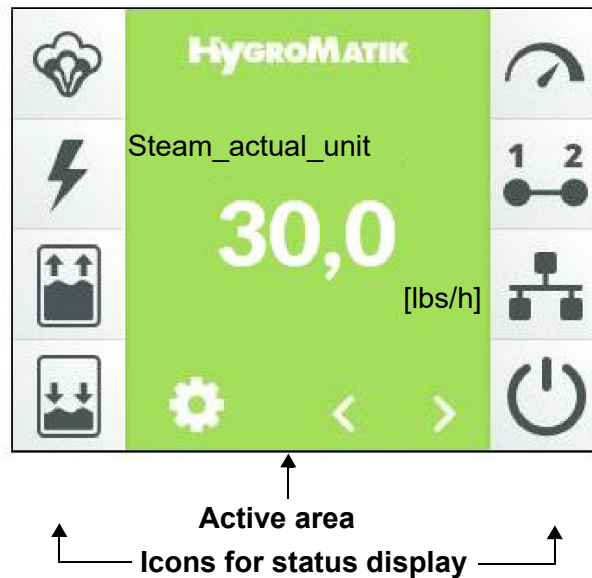 HYGROMATIK
Steam_actual_unit
1 2
30,0
[lbs/h]
Active area
Icons for status display